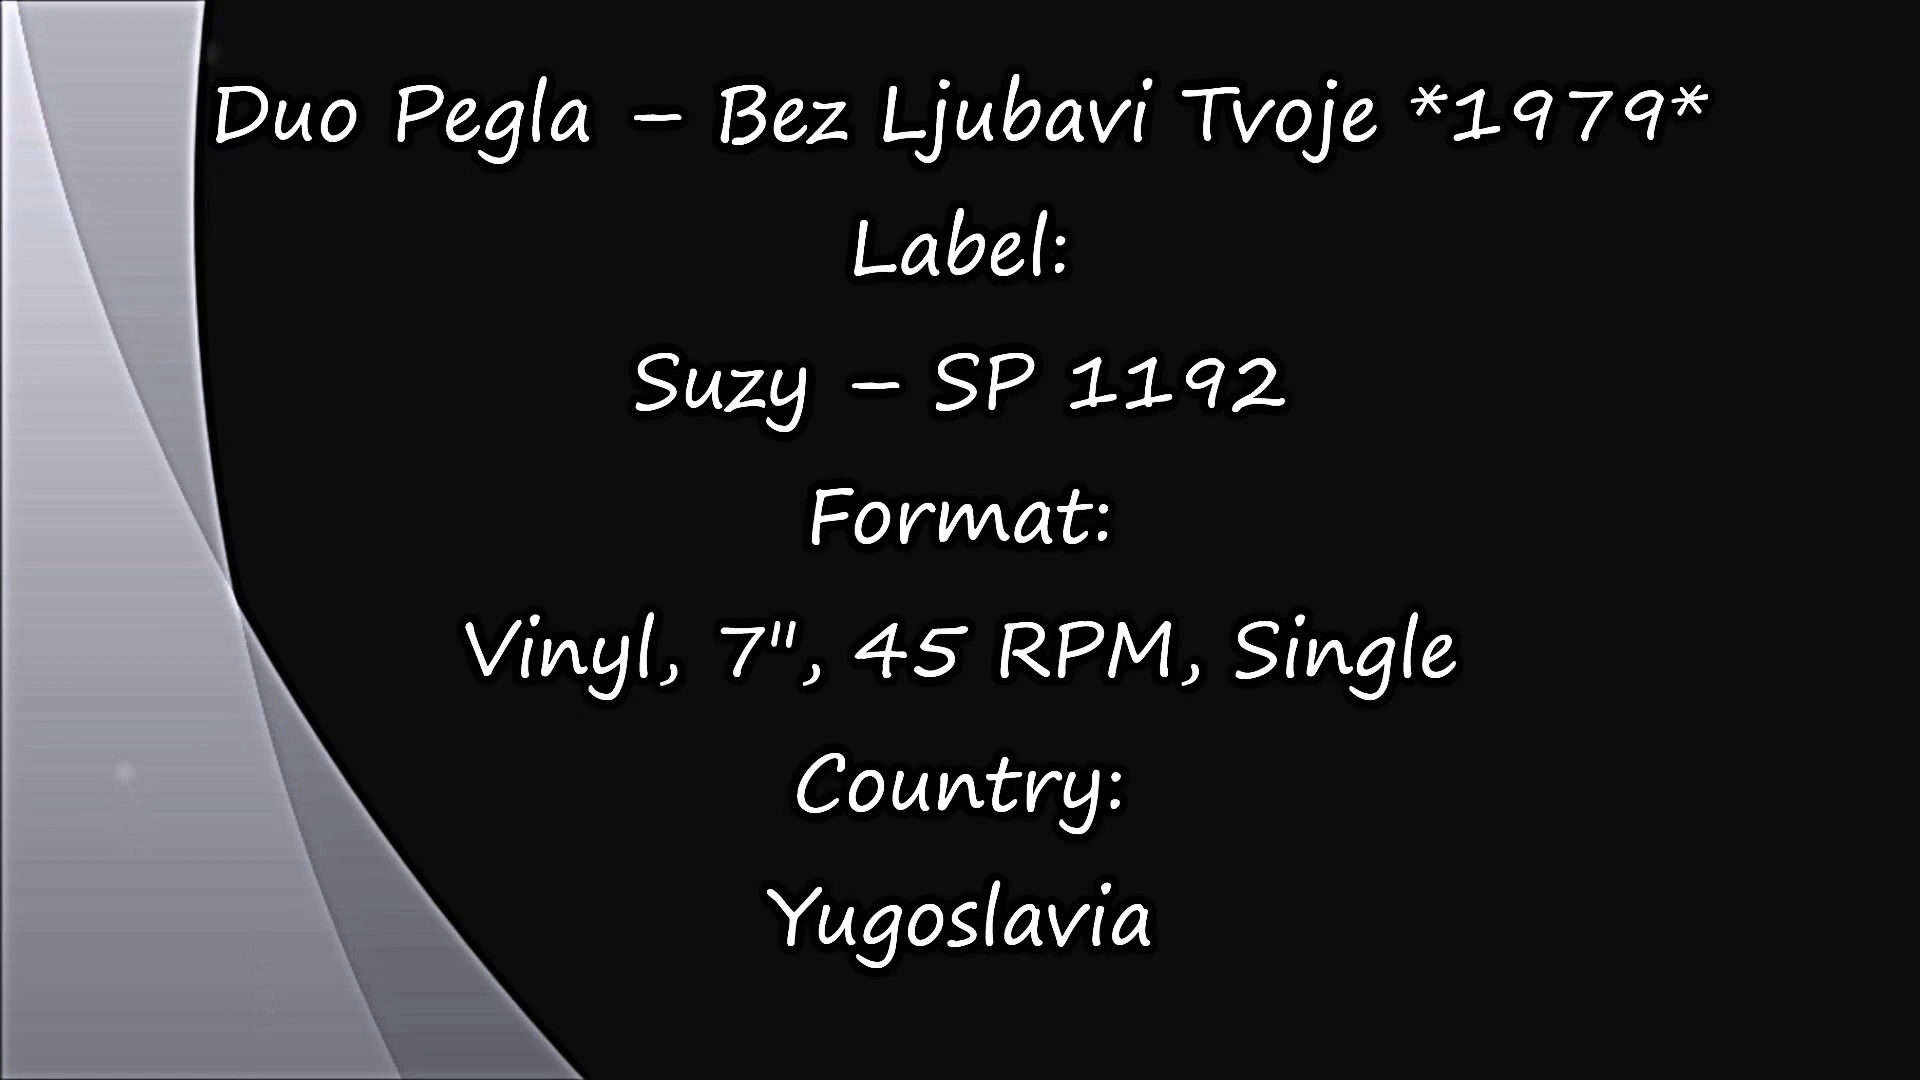 Duo Pegla – Bez Ljubavi Tvoje *1979*
Label:
Suzy – SP 1192
Format:
Vinyl, 7", 45 RPM, Single
Country:
Yugoslavia